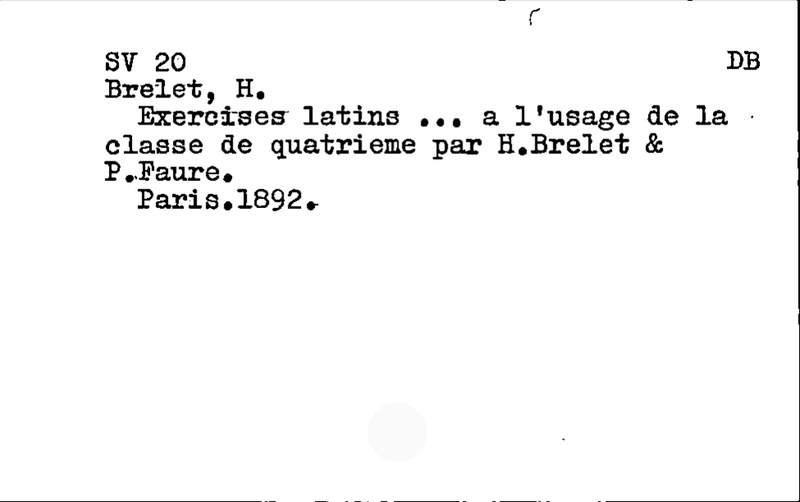 SV 20 DB
Brelet, H.
Exercises latins ... a l'usage de la
classe de quatrieme par H.Brelet &
P.Faure.
Paris.1892.